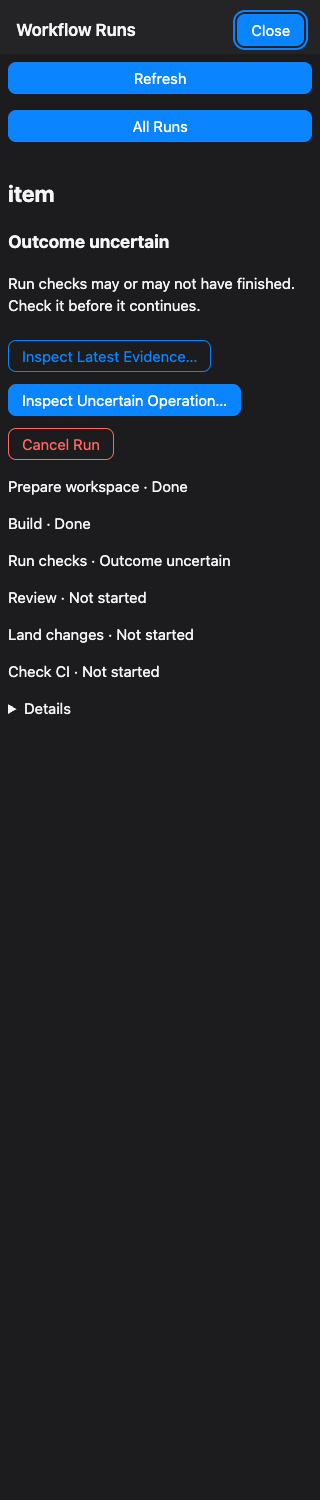 Workflow Runs
Close
Refresh
All Runs
item
Outcome uncertain
Run checks may or may not have finished.
Check it before it continues.
Inspect Latest Evidence...
Inspect Uncertain Operation...
Cancel Run
Prepare workspace · Done
Build · Done
Run checks · Outcome uncertain
Review · Not started
Land changes · Not started
Check CI · Not started
Details